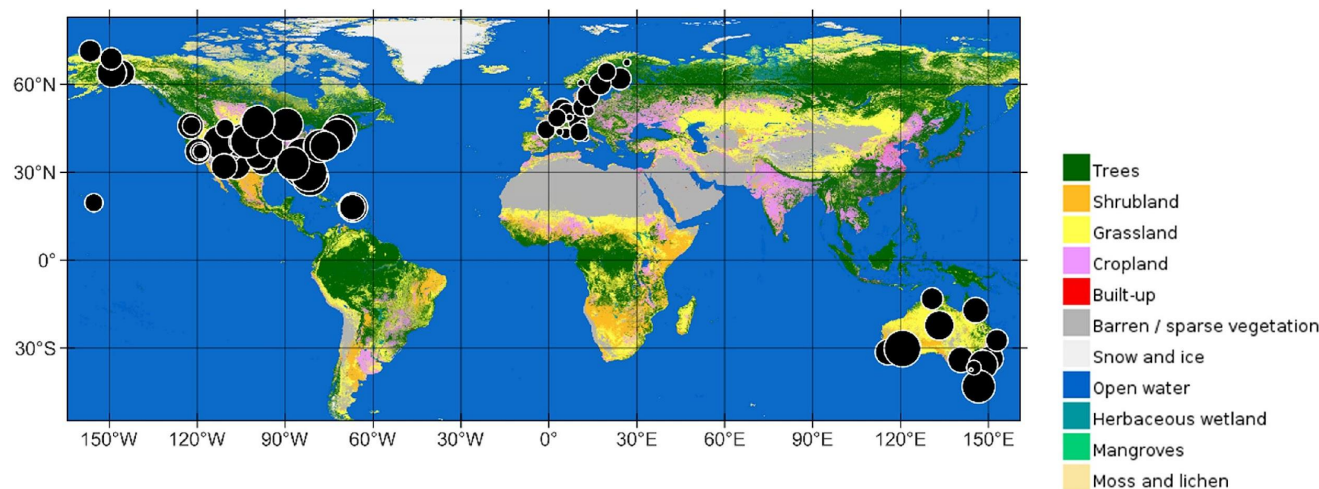 60°N
30°N
0°
30°S
150°W
120°W
90°W
60°W
30°W
0°
30°E
60°E
90°E
120°E
150°E
Trees
Shrubland
Grassland
Cropland
Built-up
Barren / sparse vegetation
Snow and ice
Open water
Herbaceous wetland
Mangroves
Moss and lichen